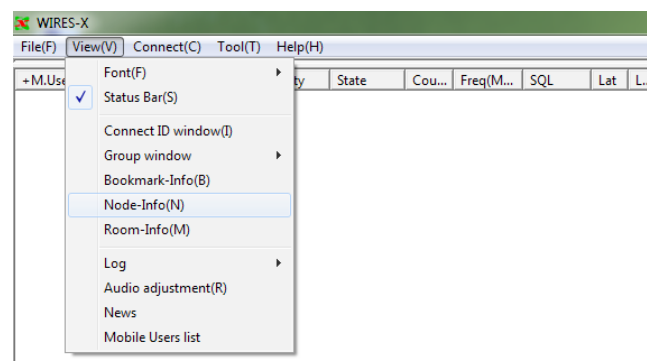 WIRES-X
File(F) View(V) Connect(C) Tool(T) Help(H)
+M.Use ty State Cou... Freq(M... SQL Lat L..
Font(F)
Status Bar(S)
Connect ID window(I)
Group window
Bookmark-Info(B)
Node-Info(N)
Room-Info(M)
Log
Audio adjustment(R)
News
Mobile Users list